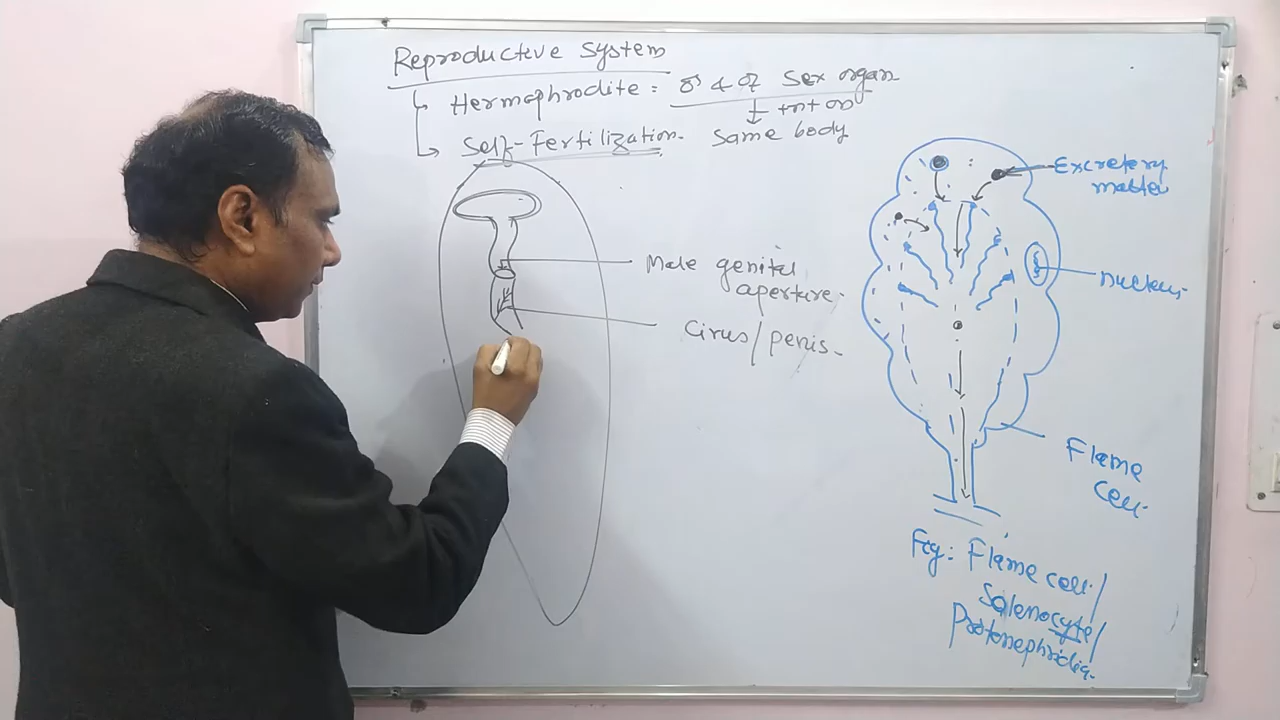 Reproductive System
Hermophrodite: ♂ & ♀ Sex organ
Same body
Self-Fertilization.
Male genital
aperture.
Cirus/penis.
Excretory
matter
nucleus.
Flame
cell.
Fig: Flame cell/
Solenocyte/
Protonephridia.